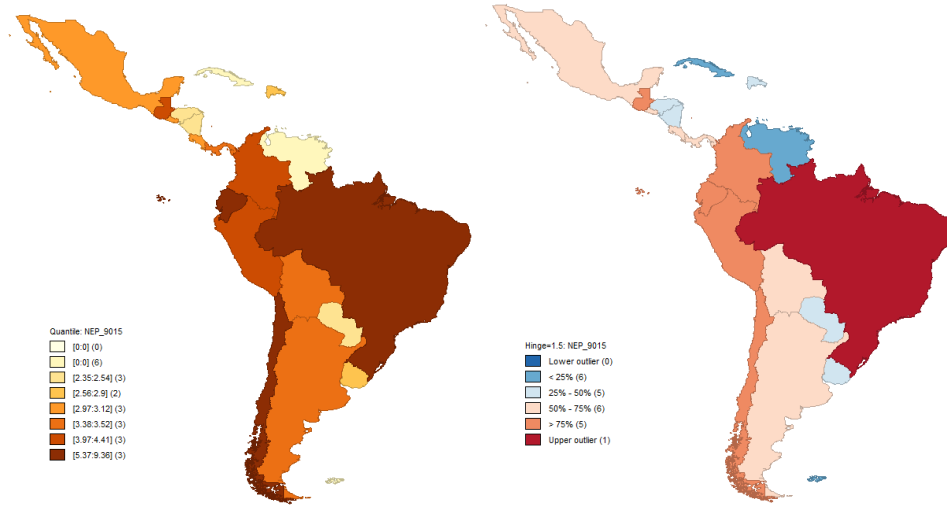 Quantile: NEP_9015
[0:0] (0)
[0:0] (6)
[2.35:2.54] (3)
[2.56:2.9] (2)
[2.97:3.12] (3)
[3.38:3.52] (3)
[3.97:4.41] (3)
[5.37:9.36] (3)
Hinge=1.5: NEP_9015
Lower outlier (0)
< 25% (6)
25% - 50% (5)
50% - 75% (6)
> 75% (5)
Upper outlier (1)